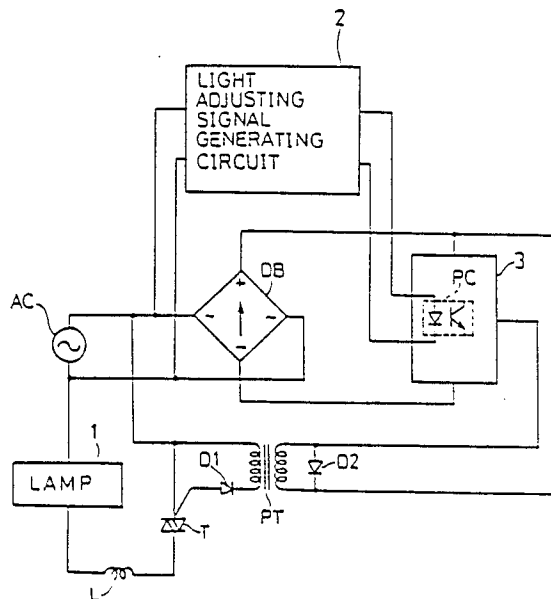 2
LIGHT
ADJUSTING
SIGNAL
GENERATING
CIRCUIT
3
DB
PC
AC
+
-
-
-
1
D1
D2
LAMP
PT
T
L